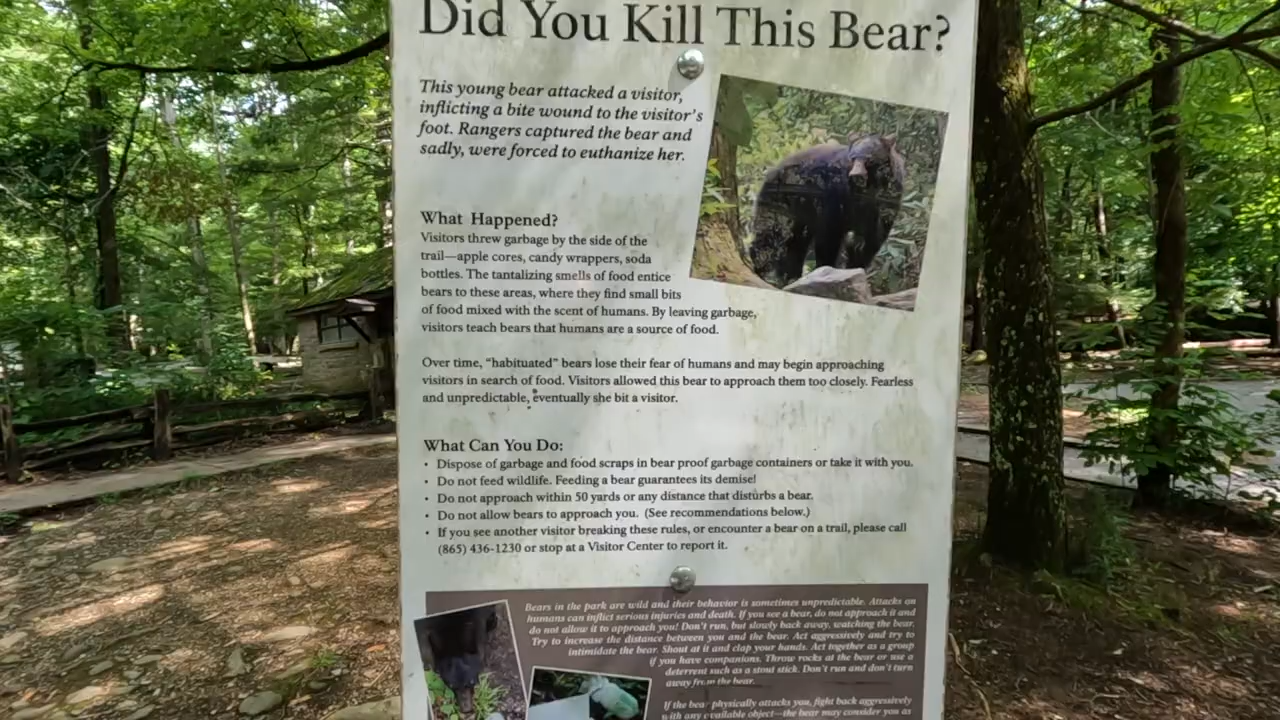 Did You Kill This Bear?
This young bear attacked a visitor,
inflicting a bite wound to the visitor's
foot. Rangers captured the bear and
sadly, were forced to euthanize her.
What Happened?
Visitors threw garbage by the side of the
trail—apple cores, candy wrappers, soda
bottles. The tantalizing smells of food entice
bears to these areas, where they find small bits
of food mixed with the scent of humans. By leaving garbage,
visitors teach bears that humans are a source of food.
Over time, "habituated" bears lose their fear of humans and may begin approaching
visitors in search of food. Visitors allowed this bear to approach them too closely. Fearless
and unpredictable, eventually she bit a visitor.
What Can You Do:
• Dispose of garbage and food scraps in bear proof garbage containers or take it with you.
• Do not feed wildlife. Feeding a bear guarantees its demise!
• Do not approach within 50 yards or any distance that disturbs a bear.
• Do not allow bears to approach you. (See recommendations below.)
• If you see another visitor breaking these rules, or encounter a bear on a trail, please call
(865) 436-1230 or stop at a Visitor Center to report it.
Bears in the park are wild and their behavior is sometimes unpredictable. Attacks on
humans can inflict serious injuries and death. If you see a bear, do not approach it and
do not allow it to approach you! Don't run, but slowly back away, watching the bear.
Try to increase the distance between you and the bear. Act aggressively and try to
intimidate the bear. Shout at it and clap your hands. Act together as a group
if you have companions. Throw rocks at the bear or use a
deterrent such as a stout stick. Don't run and don't turn
away from the bear.
If the bear physically attacks you, fight back aggressively
with any available object—the bear may consider you as